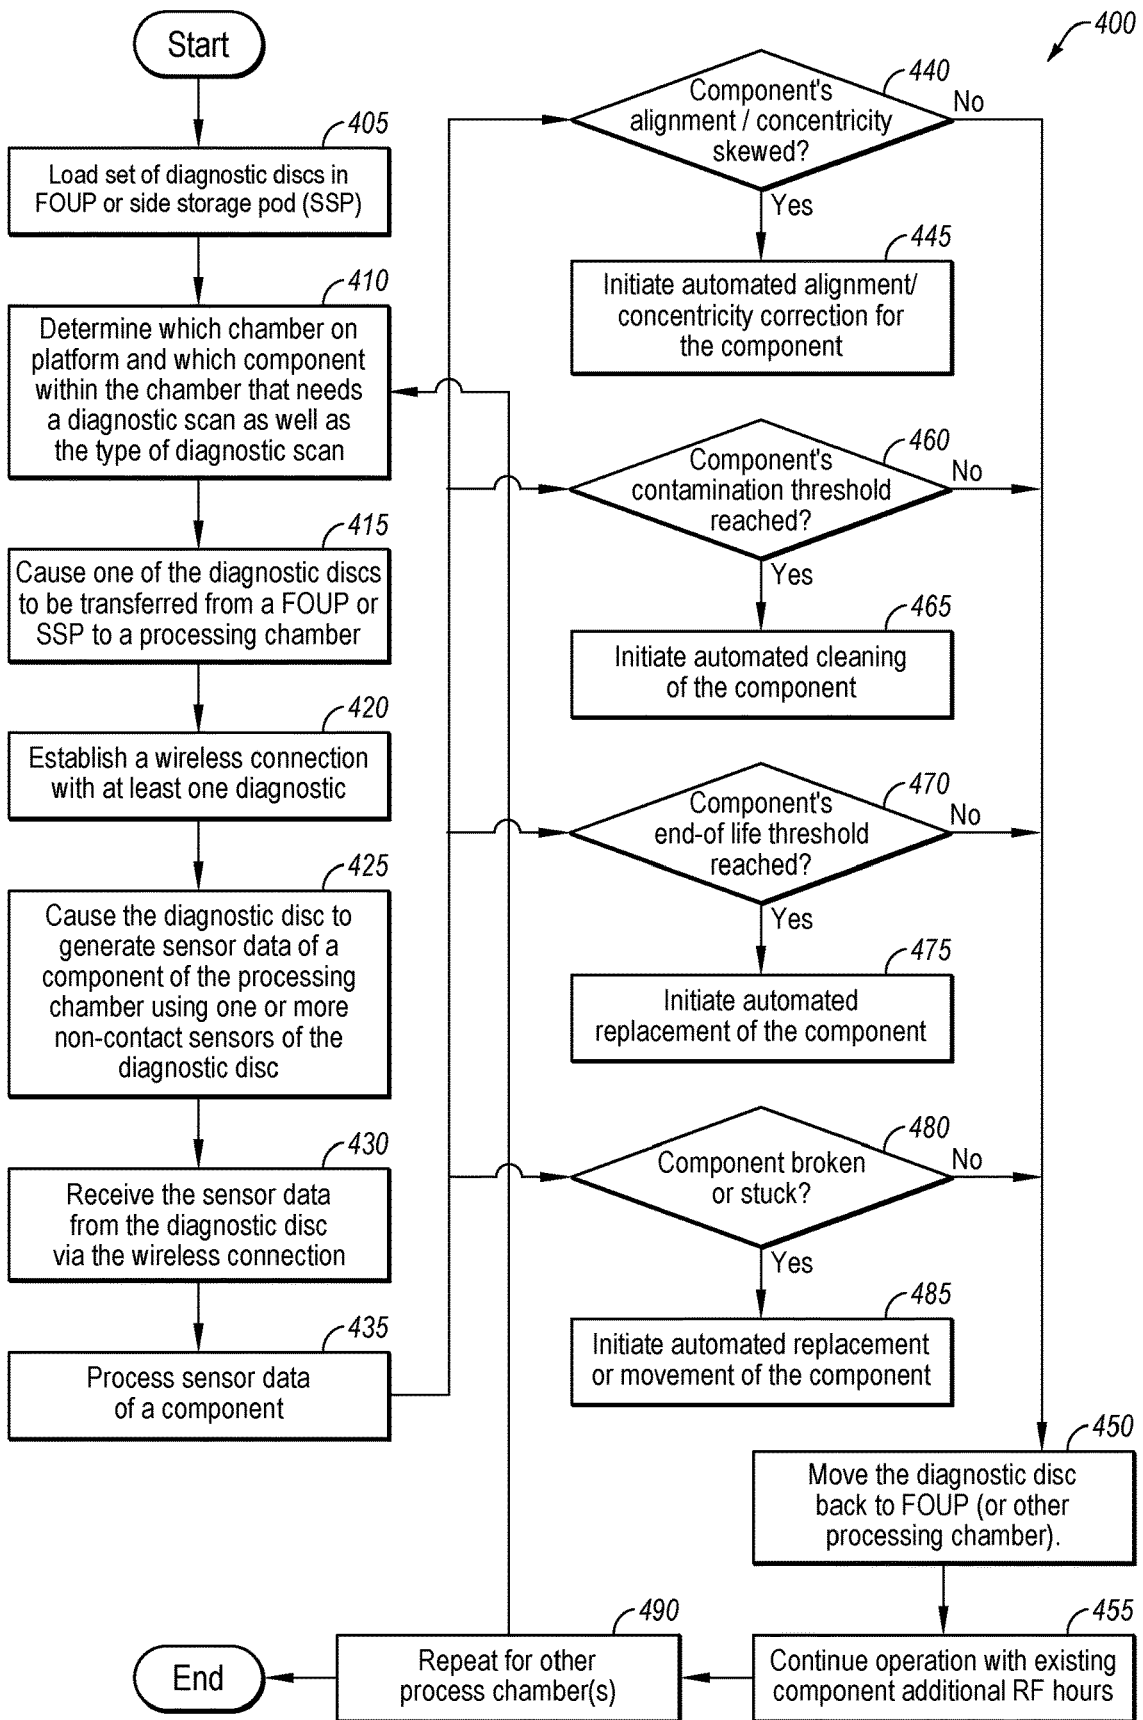 400
Start
405
Load set of diagnostic discs in
FOUP or side storage pod (SSP)
410
Determine which chamber on
platform and which component
within the chamber that needs
a diagnostic scan as well as
the type of diagnostic scan
415
Cause one of the diagnostic discs
to be transferred from a FOUP or
SSP to a processing chamber
420
Establish a wireless connection
with at least one diagnostic
425
Cause the diagnostic disc to
generate sensor data of a
component of the processing
chamber using one or more
non-contact sensors of the
diagnostic disc
430
Receive the sensor data
from the diagnostic disc
via the wireless connection
435
Process sensor data
of a component
440
Component's
alignment / concentricity
skewed?
No
Yes
445
Initiate automated alignment/
concentricity correction for
the component
460
Component's
contamination threshold
reached?
No
Yes
465
Initiate automated cleaning
of the component
470
Component's
end-of life threshold
reached?
No
Yes
475
Initiate automated
replacement of the component
480
Component broken
or stuck?
No
Yes
485
Initiate automated replacement
or movement of the component
450
Move the diagnostic disc
back to FOUP (or other
processing chamber).
455
Continue operation with existing
component additional RF hours
490
Repeat for other
process chamber(s)
End